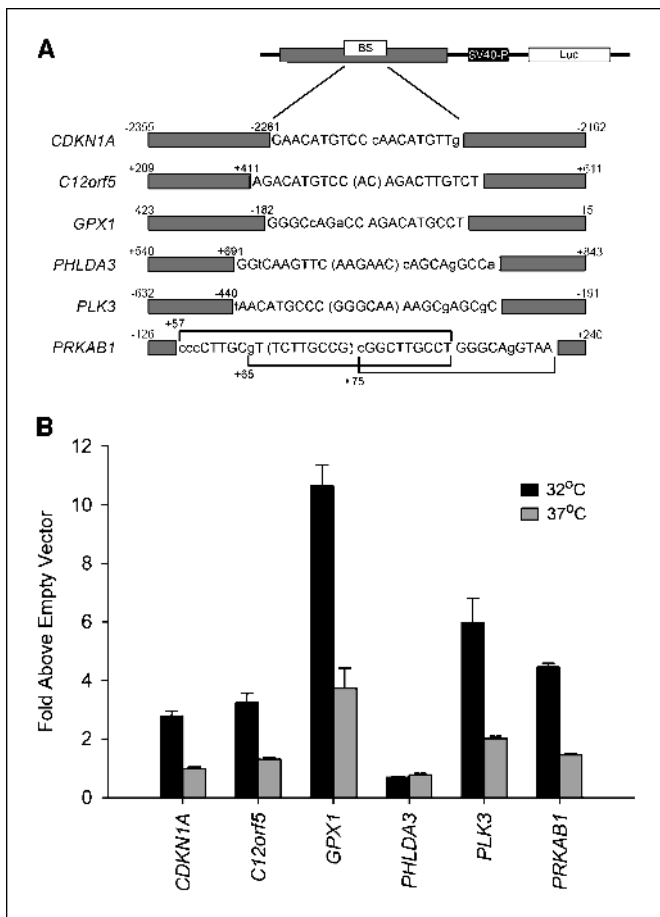 A
BS
SV40-P
Luc
-2355 -2261 -2162
CDKN1A GAACATGTCC cAACATGTTg
+209 +411 +611
C12orf5 AGACATGTCC (AC) AGACTTGTCT
423 -182 15
GPX1 GGGCcAGaCC AGACATGCCT
+540 +691 +843
PHLDA3 GGtCAAGTTC (AAGAAC) cAGCAgGCCa
-632 -440 -191
PLK3 tAACATGCCC (GGGCAA) AAGCgAGCgC
-126 +57 +240
PRKAB1 cccCTTGCgT (TCTTGCCG) cGGCTTGCCT GGGCAgGTAA
+65 +75
B
Fold Above Empty Vector
12
10
8
6
4
2
0
32°C
37°C
CDKN1A
C12orf5
GPX1
PHLDA3
PLK3
PRKAB1